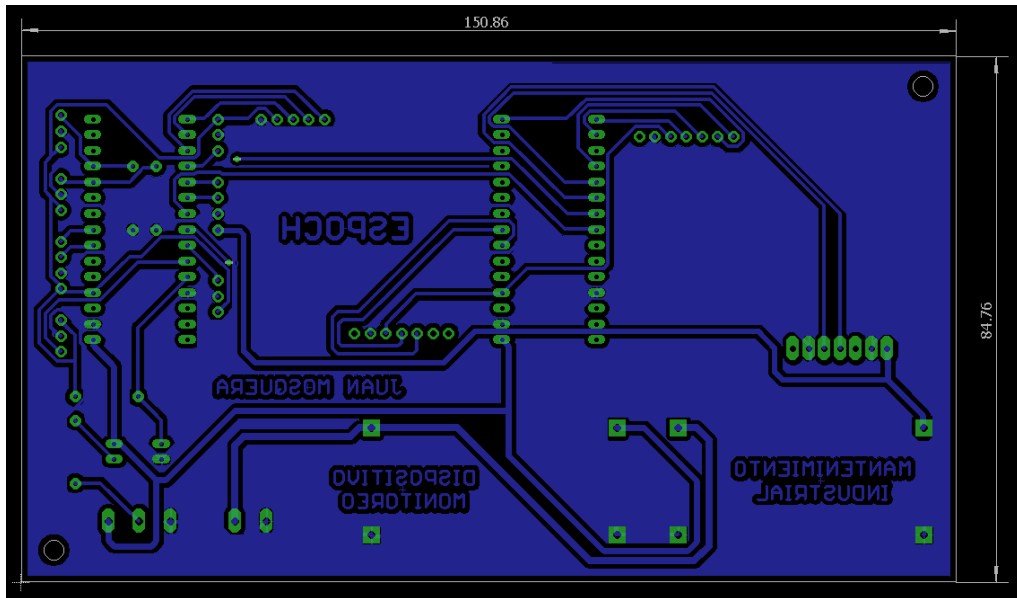 150.86
ESPOCH
84.76
JUAN MOSQUERA
DISPOSITIVO
MONITOREO
MANTENIMIENTO
INDUSTRIAL